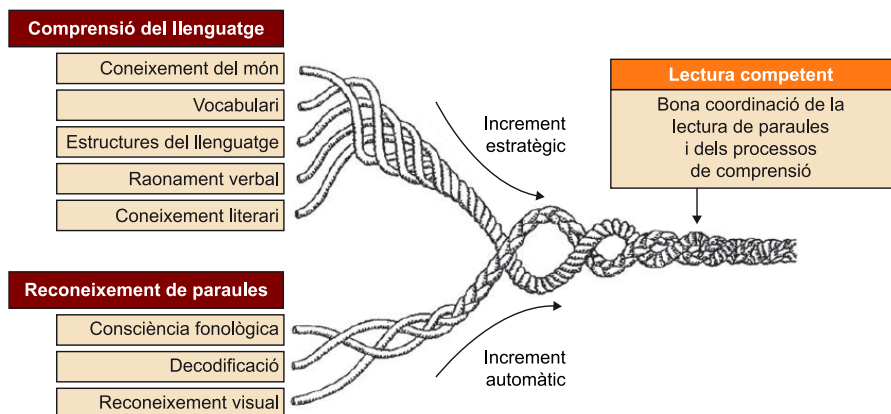 Comprensió del llenguatge
Coneixement del món
Vocabulari
Estructures del llenguatge
Raonament verbal
Coneixement literari
Reconeixement de paraules
Consciència fonològica
Decodificació
Reconeixement visual
Increment
estratègic
Increment
automàtic
Lectura competent
Bona coordinació de la
lectura de paraules
i dels processos
de comprensió